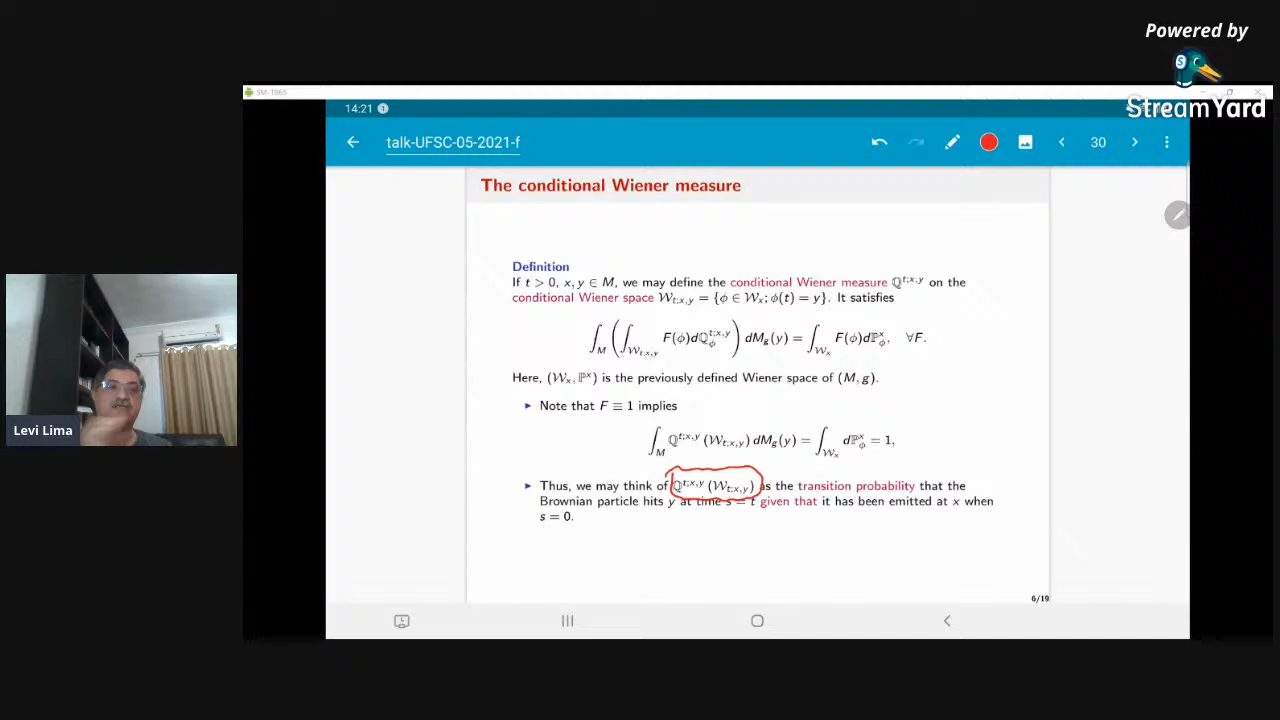 Powered by
StreamYard
SM-T865
14:21
talk-UFSC-05-2021-f
30
The conditional Wiener measure
Definition
If t > 0, x, y ∈ M, we may define the conditional Wiener measure ℚ^{t;x,y} on the
conditional Wiener space 𝒲_{t;x,y} = {ϕ ∈ 𝒲_x; ϕ(t) = y}. It satisfies
∫_M (∫_{𝒲_{t;x,y}} F(ϕ)dℚ_ϕ^{t;x,y}) dM_g(y) = ∫_{𝒲_x} F(ϕ)dℙ_ϕ^x, ∀F.
Here, (𝒲_x, ℙ^x) is the previously defined Wiener space of (M, g).
▶ Note that F ≡ 1 implies
∫_M ℚ^{t;x,y} (𝒲_{t;x,y}) dM_g(y) = ∫_{𝒲_x} dℙ_ϕ^x = 1,
▶ Thus, we may think of ℚ^{t;x,y} (𝒲_{t;x,y}) as the transition probability that the
Brownian particle hits y at time s = t given that it has been emitted at x when
s = 0.
6/19
Levi Lima